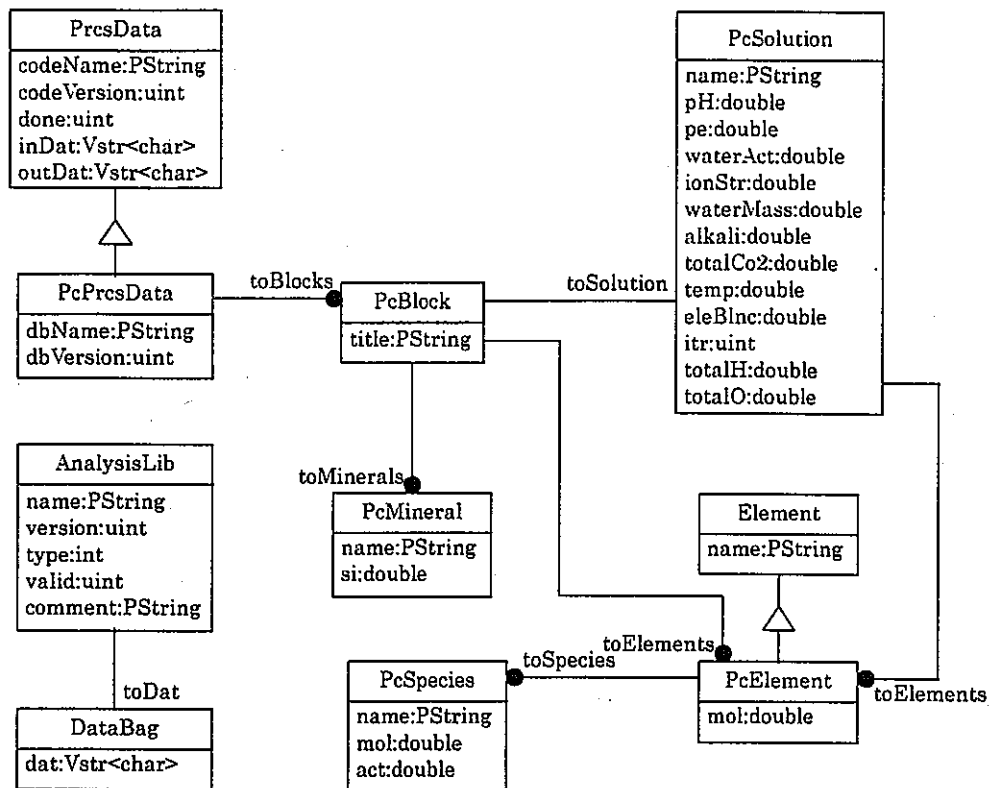 PrcsData
codeName:PString
codeVersion:uint
done:uint
inDat:Vstr<char>
outDat:Vstr<char>
PcSolution
name:PString
pH:double
pe:double
waterAct:double
ionStr:double
waterMass:double
alkali:double
totalCo2:double
temp:double
eleBlnc:double
itr:uint
totalH:double
totalO:double
PcPrcsData
dbName:PString
dbVersion:uint
toBlocks
PcBlock
title:PString
toSolution
AnalysisLib
name:PString
version:uint
type:int
valid:uint
comment:PString
toMinerals
PcMineral
name:PString
si:double
Element
name:PString
toDat
DataBag
dat:Vstr<char>
toSpecies
PcSpecies
name:PString
mol:double
act:double
toElements
PcElement
mol:double
toElements